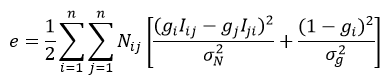 $$e = \frac{1}{2}\sum_{i=1}^{n}\sum_{j=1}^{n} N_{ij}\left[\frac{(g_i I_{ij} - g_j I_{ji})^2}{\sigma_N^2} + \frac{(1 - g_i)^2}{\sigma_g^2}\right]$$